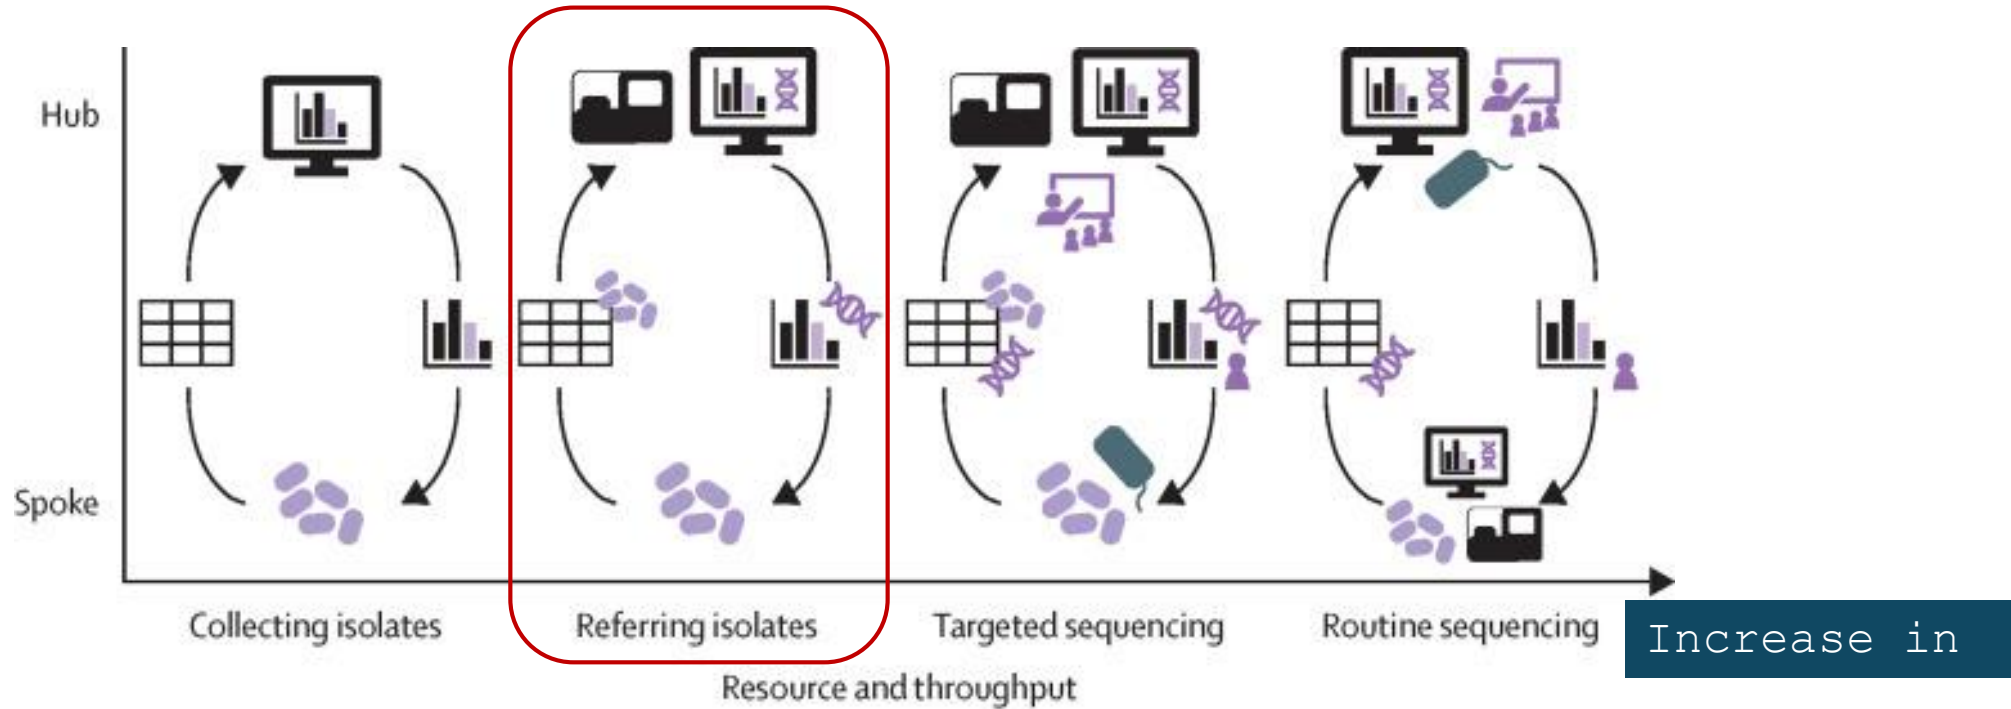 Hub
Spoke
Collecting isolates
Referring isolates
Targeted sequencing
Routine sequencing
Increase in
Resource and throughput